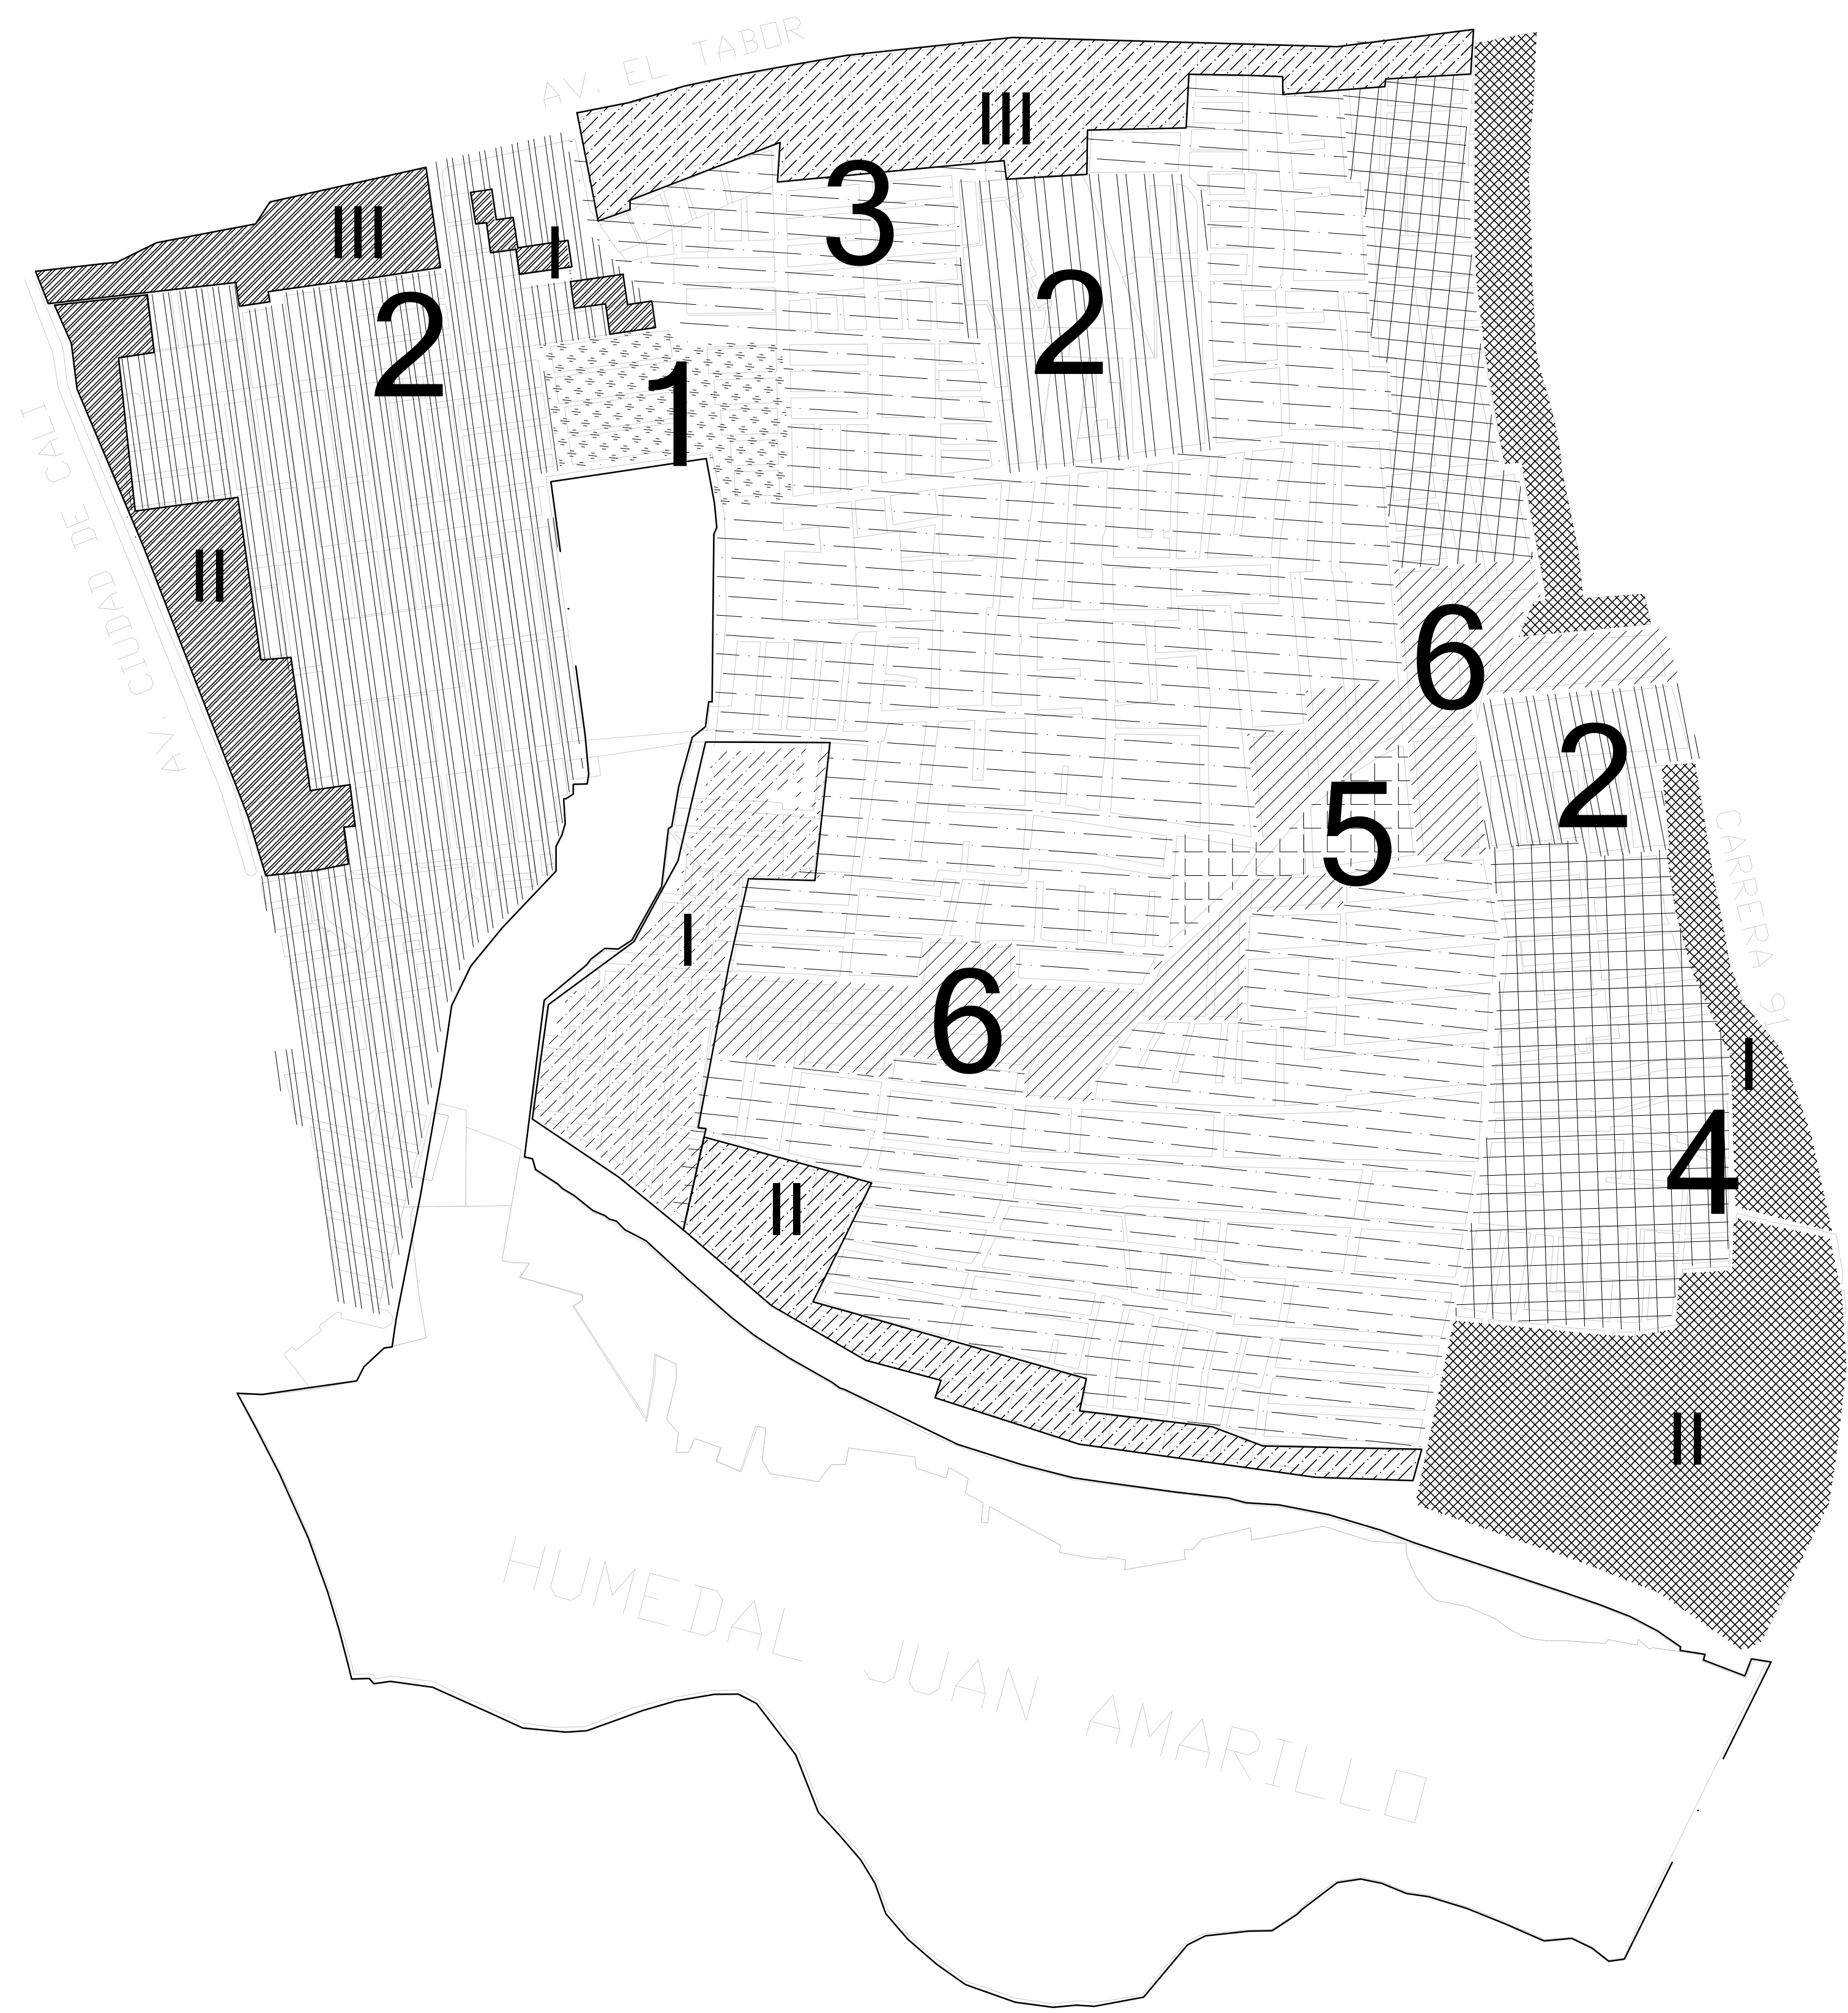 AV. EL TABOR
III
III
3
I
2
2
1
AV. CIUDAD DE CALI
II
6
2
5
CARRERA 91
I
6
I
4
II
II
HUMEDAL JUAN AMARILLO